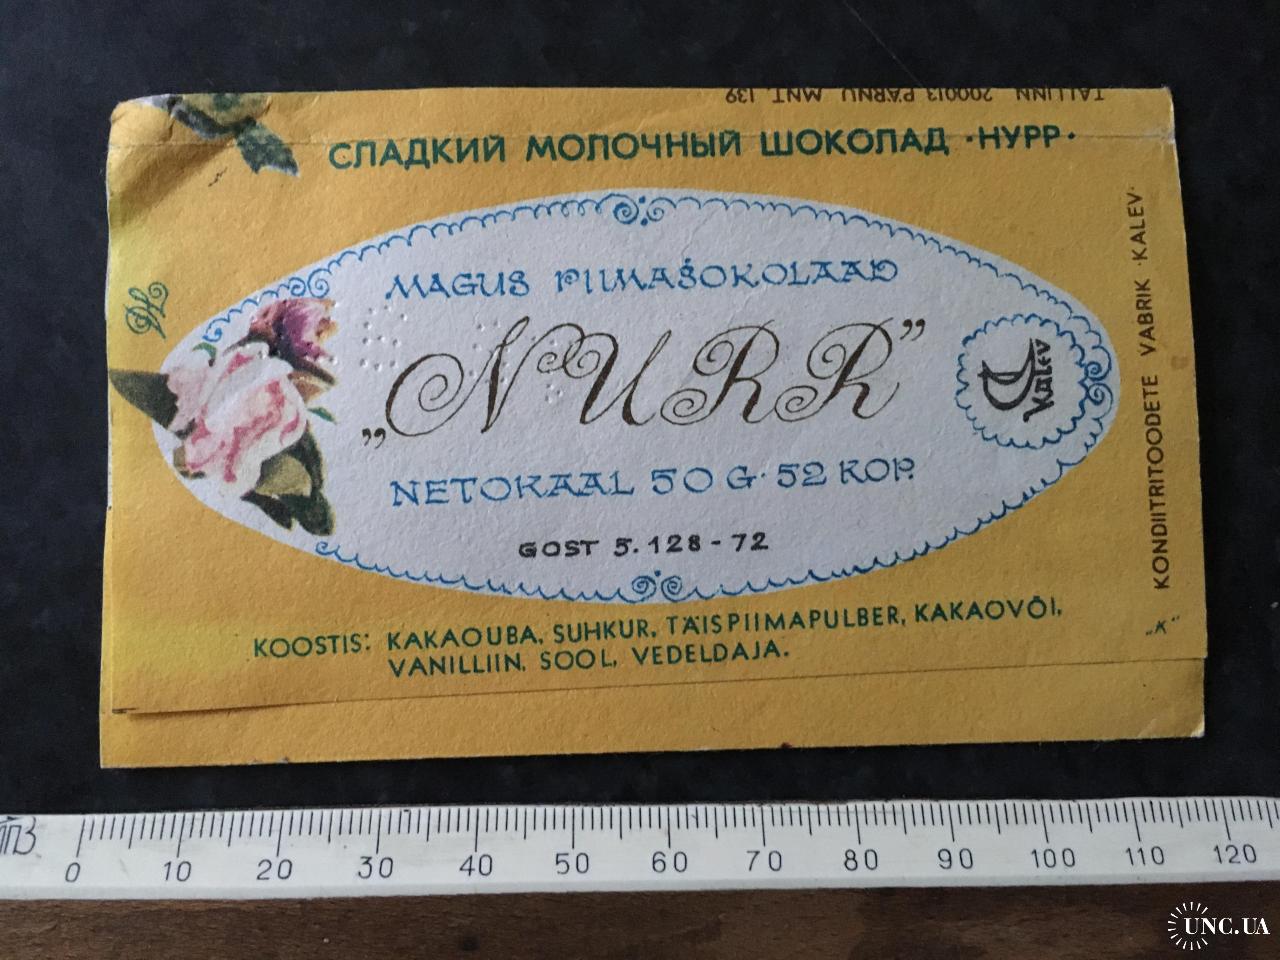 TALLINN 200013 PÄRNU MNT. 139
СЛАДКИЙ МОЛОЧНЫЙ ШОКОЛАД ·НУРР·
MAGUS PIIMAŠOKOLAAD
„NURR”
NETOKAAL 50 G· 52 KOP.
GOST 5.128-72
KALEV
KONDIITRITOODETE VABRIK ·KALEV·
„K”
KOOSTIS: KAKAOUBA, SUHKUR, TÄISPIIMAPULBER, KAKAOVÕI,
VANILLIIN, SOOL, VEDELDAJA.
0 10 20 30 40 50 60 70 80 90 100 110 120
UNC.UA